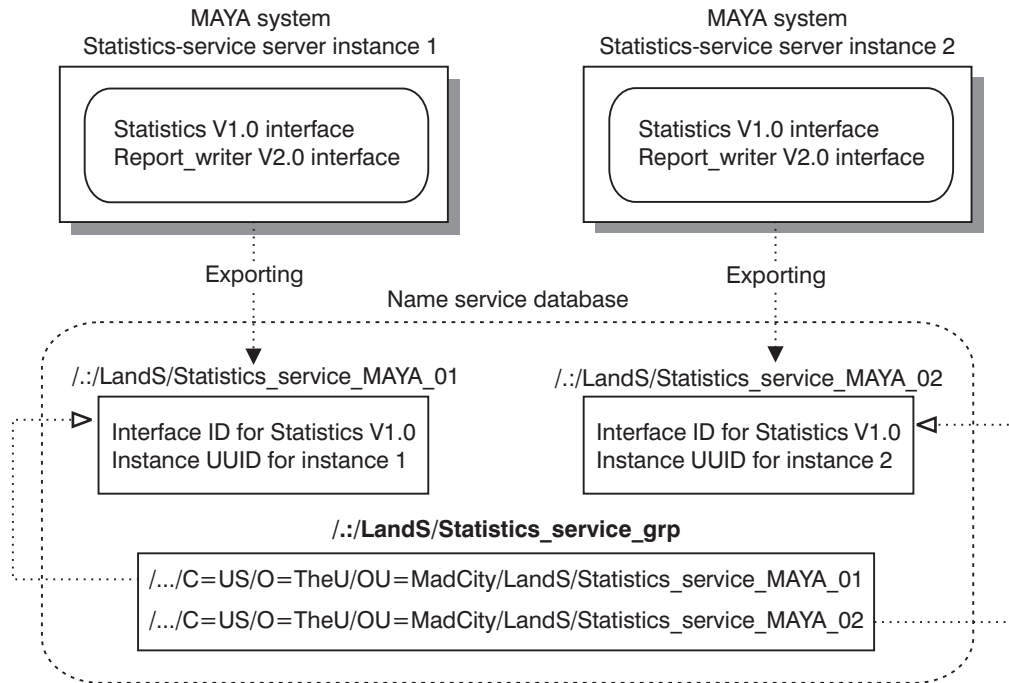 MAYA system
Statistics-service server instance 1
MAYA system
Statistics-service server instance 2
Statistics V1.0 interface
Report_writer V2.0 interface
Statistics V1.0 interface
Report_writer V2.0 interface
Exporting
Exporting
Name service database
/.:/LandS/Statistics_service_MAYA_01
/.:/LandS/Statistics_service_MAYA_02
Interface ID for Statistics V1.0
Instance UUID for instance 1
Interface ID for Statistics V1.0
Instance UUID for instance 2
/.:/LandS/Statistics_service_grp
/.../C=US/O=TheU/OU=MadCity/LandS/Statistics_service_MAYA_01
/.../C=US/O=TheU/OU=MadCity/LandS/Statistics_service_MAYA_02